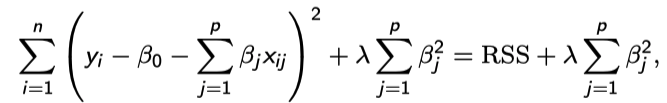 $$\sum_{i=1}^{n} \left( y_i - \beta_0 - \sum_{j=1}^{p} \beta_j x_{ij} \right)^2 + \lambda \sum_{j=1}^{p} \beta_j^2 = \text{RSS} + \lambda \sum_{j=1}^{p} \beta_j^2,$$